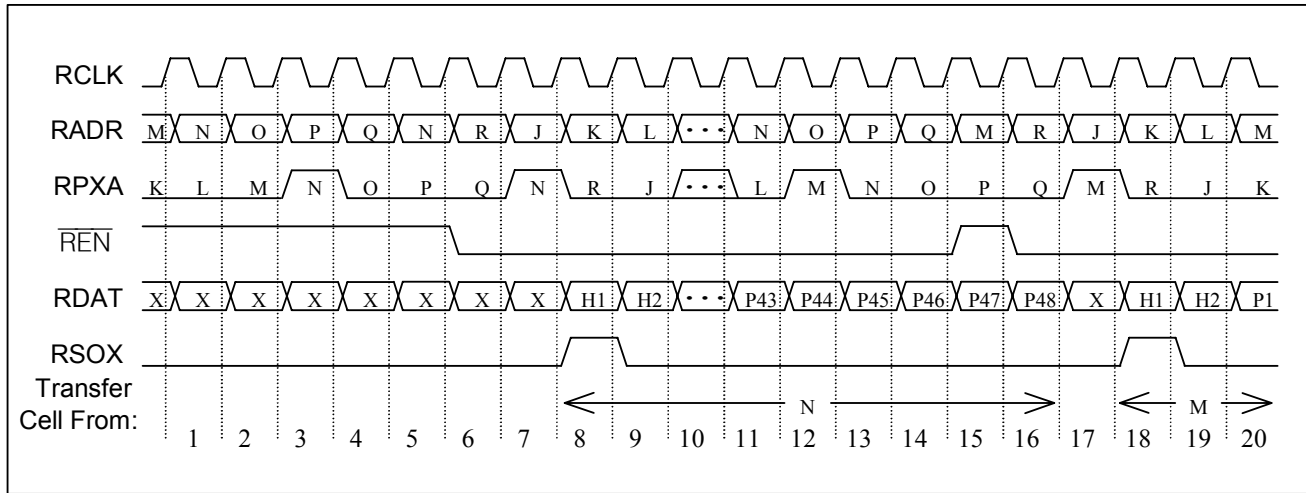 RCLK
RADR M N O P Q N R J K L ··· N O P Q M R J K L M
RPXA K L M N O P Q N R J ··· L M N O P Q M R J K
REN
RDAT X X X X X X X X H1 H2 ··· P43 P44 P45 P46 P47 P48 X H1 H2 P1
RSOX
Transfer
Cell From: N M
1 2 3 4 5 6 7 8 9 10 11 12 13 14 15 16 17 18 19 20